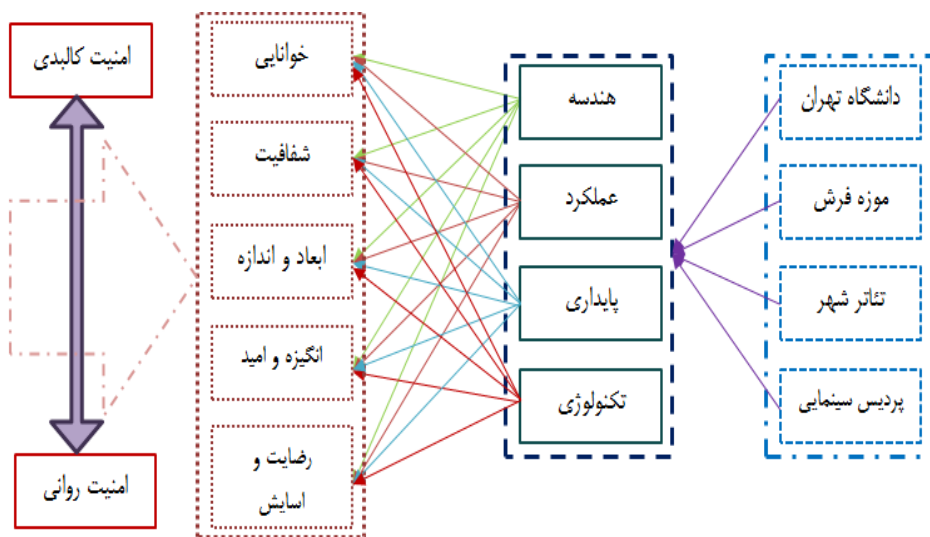 دانشگاه تهران
موزه فرش
تئاتر شهر
پردیس سینمایی
هندسه
عملکرد
پایداری
تکنولوژی
خوانایی
شفافیت
ابعاد و اندازه
انگیزه و امید
رضایت و
اسایش
امنیت کالبدی
امنیت روانی